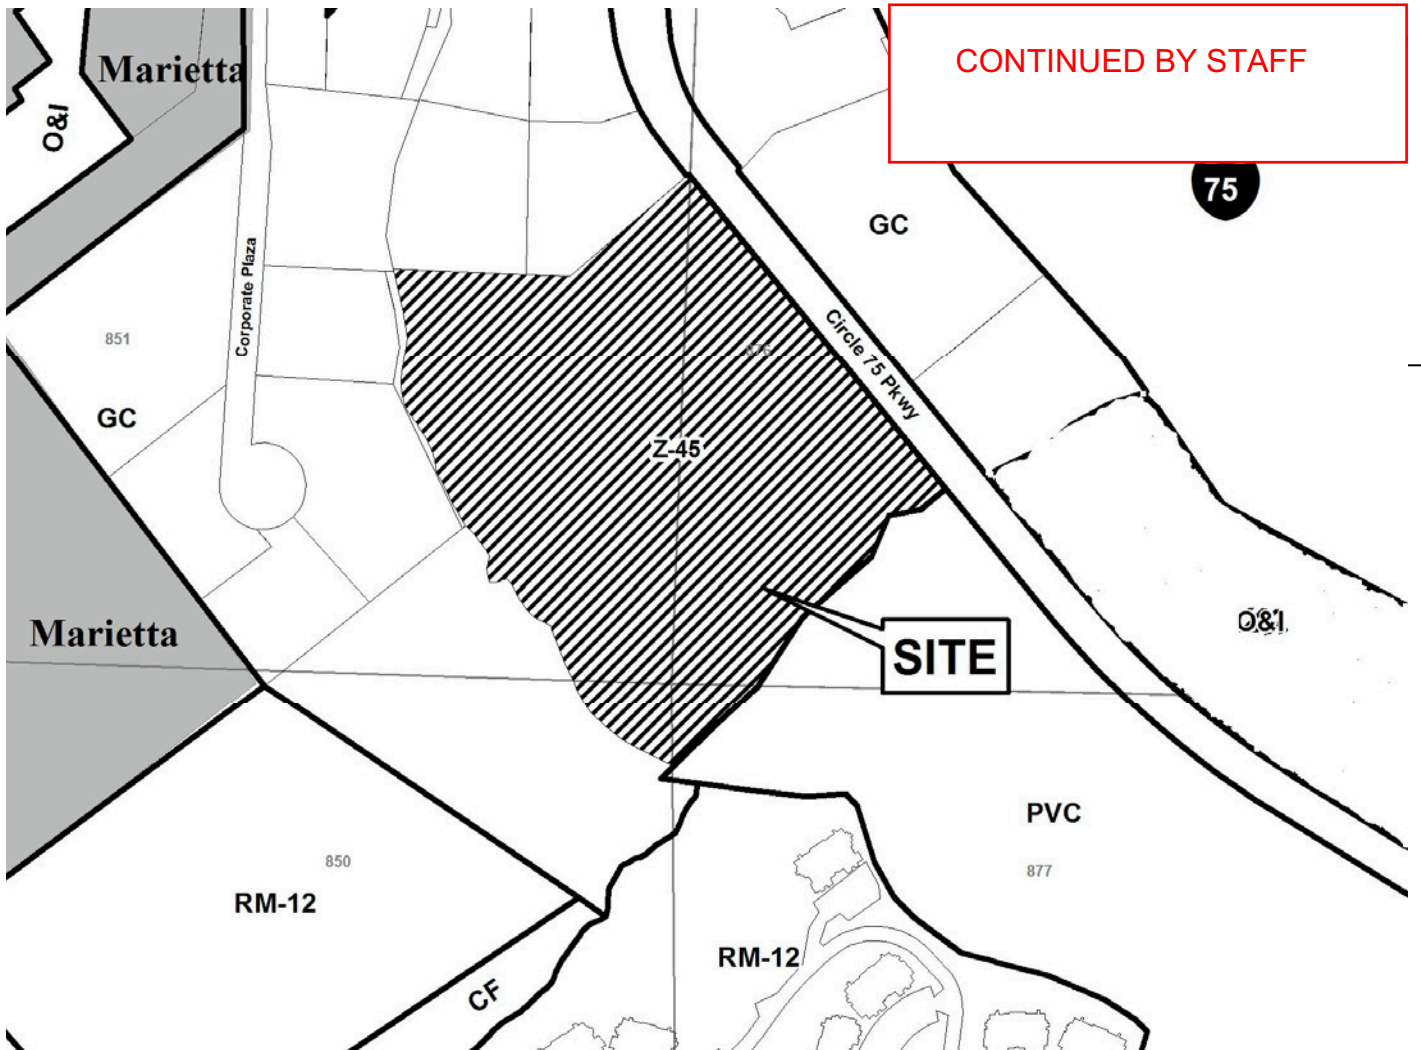 CONTINUED BY STAFF
Marietta
O&I
75
GC
Corporate Plaza
851
Circle 75 Pkwy
876
GC
Z-45
O&I
Marietta
SITE
PVC
850
877
RM-12
RM-12
CF